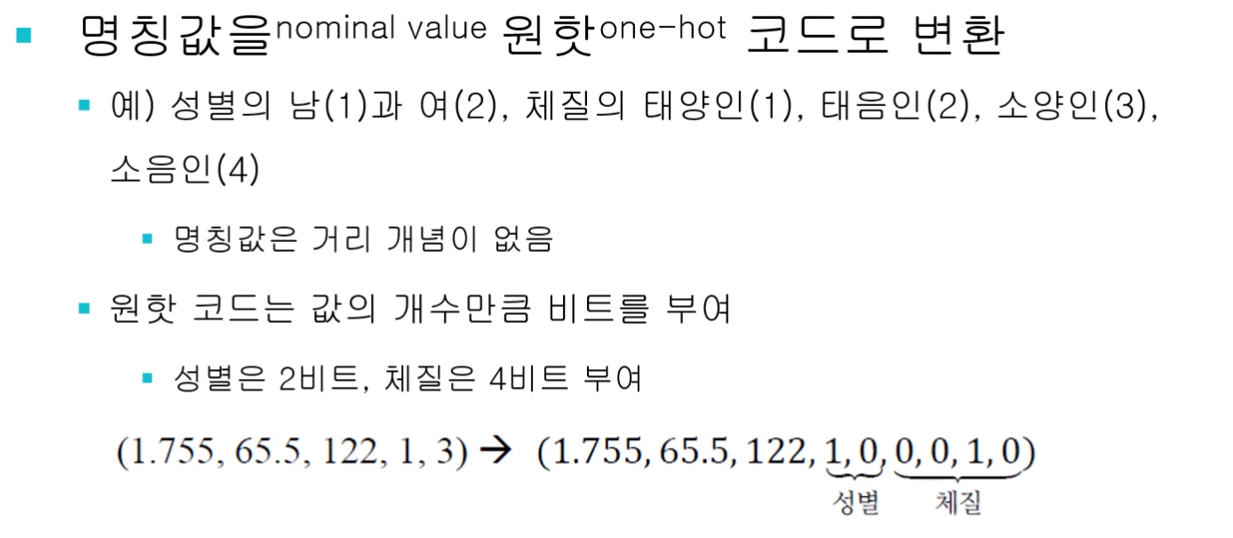 명칭값을nominal value 원핫one-hot 코드로 변환
예) 성별의 남(1)과 여(2), 체질의 태양인(1), 태음인(2), 소양인(3),
소음인(4)
명칭값은 거리 개념이 없음
원핫 코드는 값의 개수만큼 비트를 부여
성별은 2비트, 체질은 4비트 부여
(1.755, 65.5, 122, 1, 3) → (1.755, 65.5, 122, 1, 0, 0, 0, 1, 0)
성별 체질